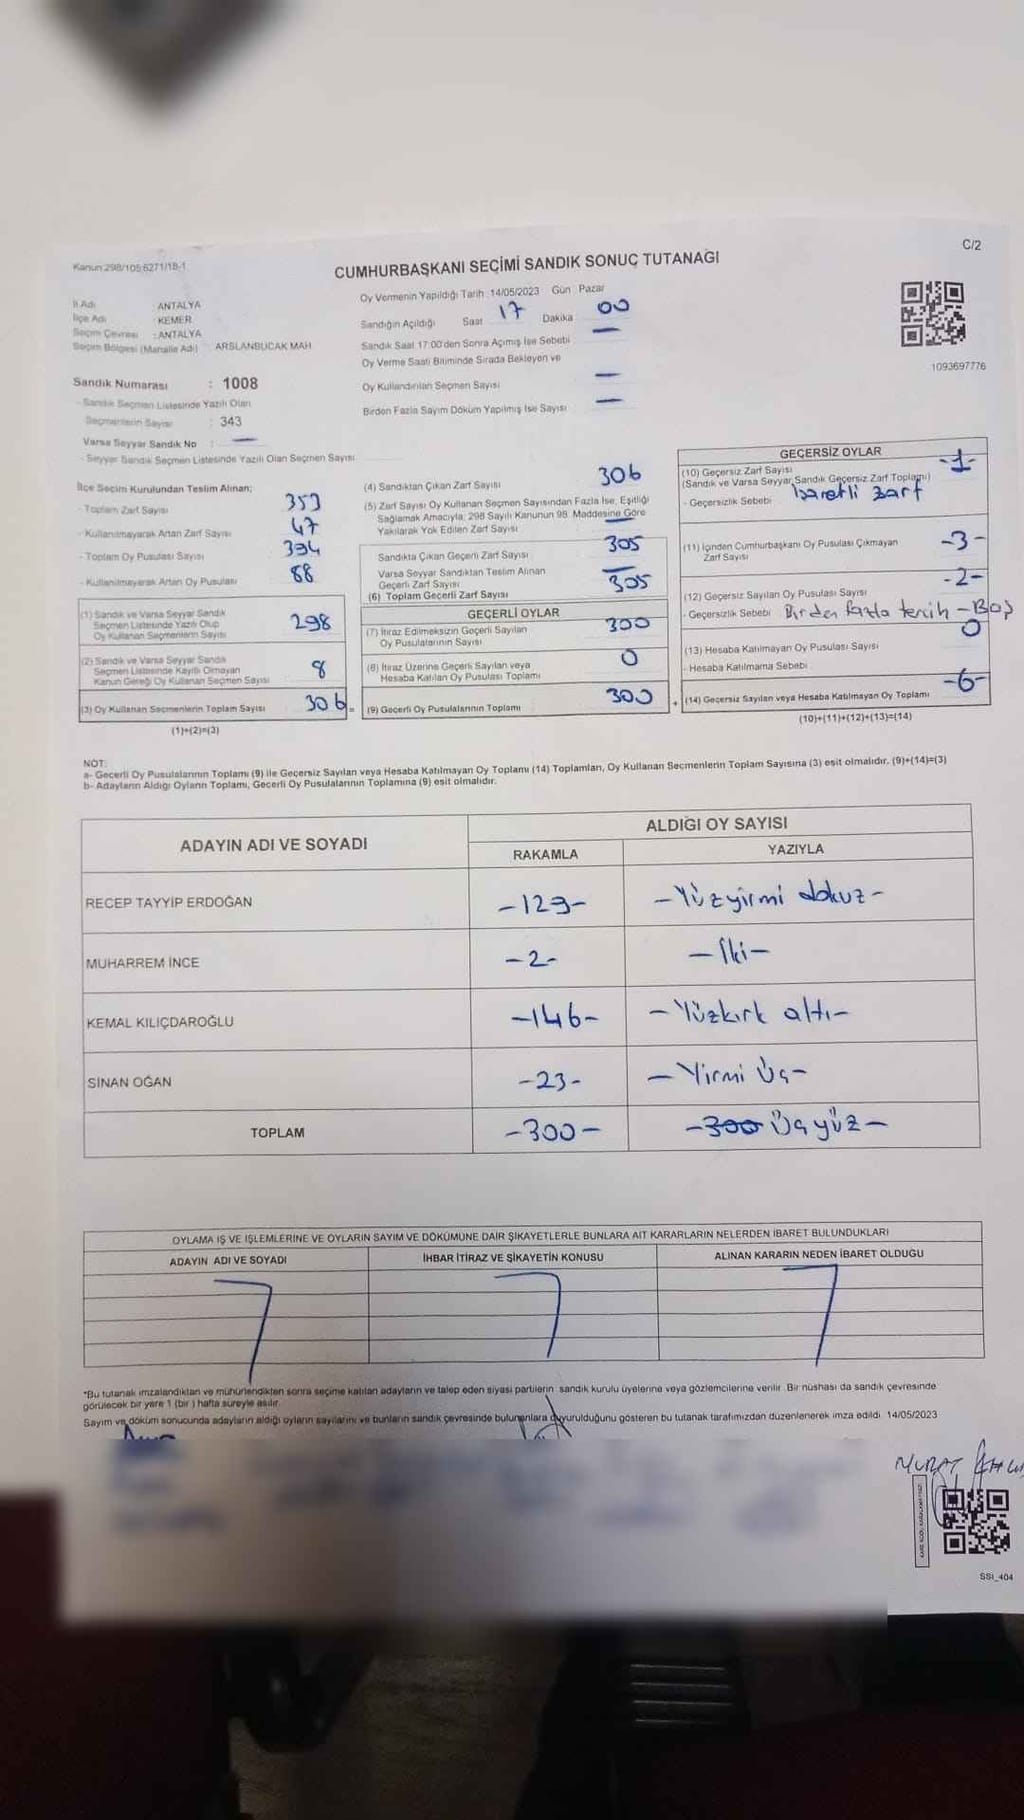 C/2
Kanun:298/105;6271/18-1
CUMHURBAŞKANI SEÇİMİ SANDIK SONUÇ TUTANAĞI
Oy Vermenin Yapıldığı Tarih :14/05/2023 Gün Pazar
Sandığın Açıldığı Saat 17 Dakika 00
Sandık Saat 17:00'den Sonra Açımış İse Sebebi —
Oy Verme Saati Bitiminde Sırada Bekleyen ve
Oy Kullandırılan Seçmen Sayısı —
Birden Fazla Sayım Döküm Yapılmış İse Sayısı —
1093697776
İl Adı : ANTALYA
İlçe Adı : KEMER
Seçim Çevresi : ANTALYA
Seçim Bölgesi (Mahalle Adı) ARSLANBUCAK MAH
Sandık Numarası : 1008
- Sandık Seçmen Listesinde Yazılı Olan
Seçmenlerin Sayısı : 343
Varsa Seyyar Sandık No : —
- Seyyar Sandık Seçmen Listesinde Yazılı Olan Seçmen Sayısı
İlçe Seçim Kurulundan Teslim Alınan;
- Toplam Zarf Sayısı 353
- Kullanılmayarak Artan Zarf Sayısı 47
- Toplam Oy Pusulası Sayısı 394
- Kullanılmayarak Artan Oy Pusulası 88
(1) Sandık ve Varsa Seyyar Sandık
Seçmen Listesinde Yazılı Olup
Oy Kullanan Seçmenlerin Sayısı 298
(2) Sandık ve Varsa Seyyar Sandık
Seçmen Listesinde Kayıtlı Olmayan
Kanun Gereği Oy Kullanan Seçmen Sayısı 8
(3) Oy Kullanan Seçmenlerin Toplam Sayısı 306 =
(1)+(2)=(3)
(4) Sandıktan Çıkan Zarf Sayısı 306
(5) Zarf Sayısı Oy Kullanan Seçmen Sayısından Fazla İse, Eşitliği
Sağlamak Amacıyla; 298 Sayılı Kanunun 98. Maddesine Göre
Yakılarak Yok Edilen Zarf Sayısı —
Sandıkta Çıkan Geçerli Zarf Sayısı 305
Varsa Seyyar Sandıktan Teslim Alınan
Geçerli Zarf Sayısı —
(6) Toplam Geçerli Zarf Sayısı 305
GEÇERLİ OYLAR
(7) İtiraz Edilmeksizin Geçerli Sayılan
Oy Pusulalarının Sayısı 300
(8) İtiraz Üzerine Geçerli Sayılan veya
Hesaba Katılan Oy Pusulası Toplamı 0
(9) Geçerli Oy Pusulalarının Toplamı 300 +
GEÇERSİZ OYLAR
(10) Geçersiz Zarf Sayısı -1-
(Sandık ve Varsa Seyyar Sandık Geçersiz Zarf Toplamı)
- Geçersizlik Sebebi İşaretli zarf
(11) İçinden Cumhurbaşkanı Oy Pusulası Çıkmayan
Zarf Sayısı -3-
(12) Geçersiz Sayılan Oy Pusulası Sayısı -2-
- Geçersizlik Sebebi Birden fazla tercih - Boş
(13) Hesaba Katılmayan Oy Pusulası Sayısı 0
- Hesaba Katılmama Sebebi
(14) Geçersiz Sayılan veya Hesaba Katılmayan Oy Toplamı -6-
(10)+(11)+(12)+(13)=(14)
NOT:
a- Gecerli Oy Pusulalarının Toplamı (9) ile Geçersiz Sayılan veya Hesaba Katılmayan Oy Toplamı (14) Toplamları, Oy Kullanan Secmenlerin Toplam Sayısına (3) esit olmalıdır. (9)+(14)=(3)
b- Adayların Aldığı Oyların Toplamı, Geçerli Oy Pusulalarının Toplamına (9) esit olmalıdır.
ADAYIN ADI VE SOYADI ALDIĞI OY SAYISI
RAKAMLA YAZIYLA
RECEP TAYYİP ERDOĞAN -129- -Yüzyirmi dokuz-
MUHARREM İNCE -2- -İki-
KEMAL KILIÇDAROĞLU -146- -Yüzkırk altı-
SİNAN OĞAN -23- -Yirmi Üç-
TOPLAM -300- -300 Üçyüz-
OYLAMA İŞ VE İŞLEMLERİNE VE OYLARIN SAYIM VE DÖKÜMÜNE DAİR ŞİKAYETLERLE BUNLARA AİT KARARLARIN NELERDEN İBARET BULUNDUKLARI
ADAYIN ADI VE SOYADI İHBAR İTİRAZ VE ŞİKAYETİN KONUSU ALINAN KARARIN NEDEN İBARET OLDUĞU
*Bu tutanak imzalandıktan ve mühürlendikten sonra seçime katılan adayların ve talep eden siyasi partilerin sandık kurulu üyelerine veya gözlemcilerine verilir. Bir nüshası da sandık çevresinde
görülecek bir yere 1 (bir ) hafta süreyle asılır.
Sayım ve döküm sonucunda adayların aldığı oyların sayılarını ve bunların sandık çevresinde bulunanlara duyurulduğunu gösteren bu tutanak tarafımızdan düzenlenerek imza edildi. 14/05/2023
MURAT
SSI_404